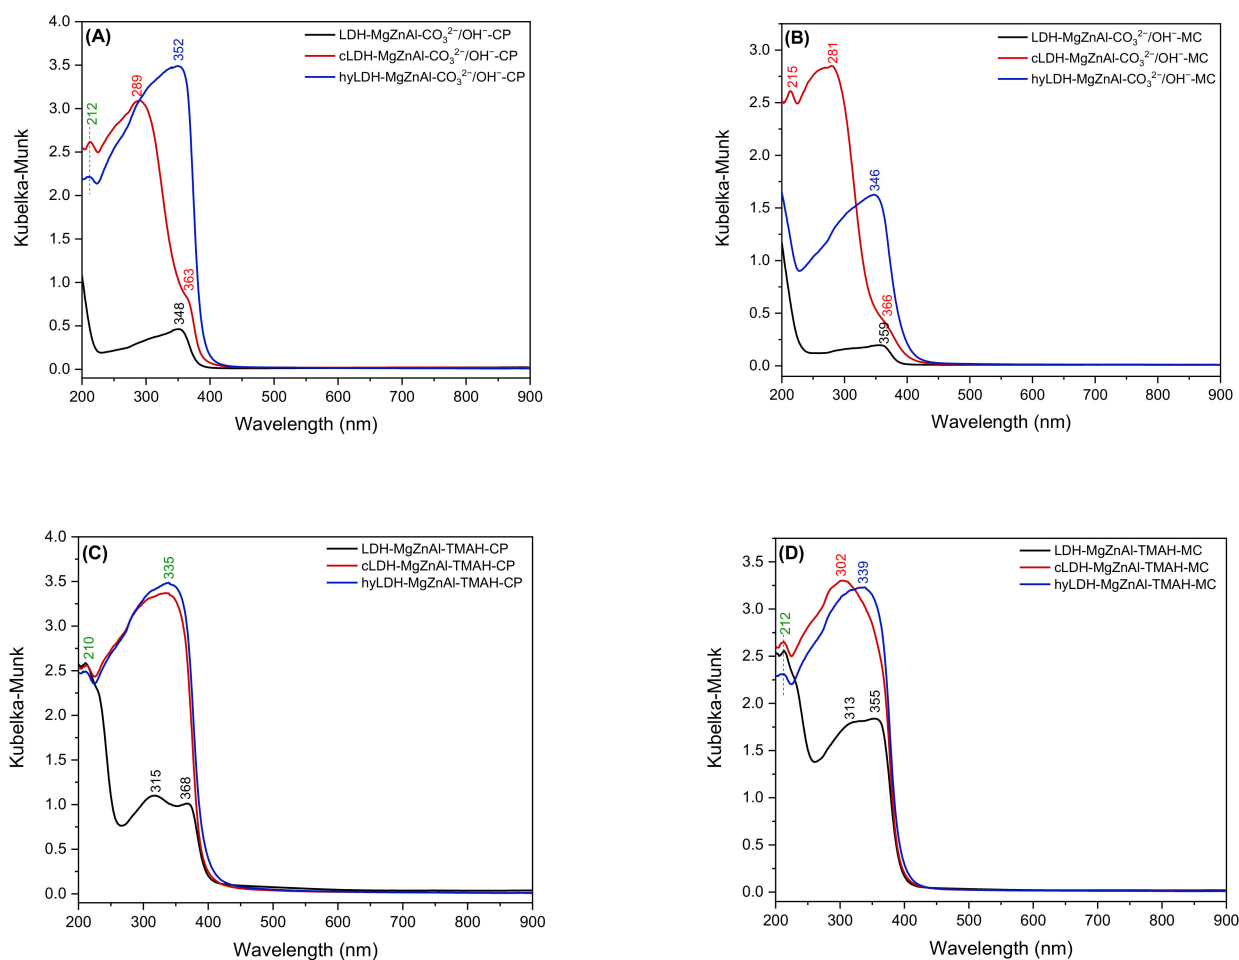 (A)
LDH-MgZnAl-CO₃²⁻/OH⁻-CP
cLDH-MgZnAl-CO₃²⁻/OH⁻-CP
hyLDH-MgZnAl-CO₃²⁻/OH⁻-CP
212
289
352
363
348
4.0
3.5
3.0
2.5
2.0
1.5
1.0
0.5
0.0
Kubelka-Munk
200 300 400 500 600 700 800 900
Wavelength (nm)
(B)
LDH-MgZnAl-CO₃²⁻/OH⁻-MC
cLDH-MgZnAl-CO₃²⁻/OH⁻-MC
hyLDH-MgZnAl-CO₃²⁻/OH⁻-MC
215
281
346
366
359
3.0
2.5
2.0
1.5
1.0
0.5
0.0
Kubelka-Munk
200 300 400 500 600 700 800 900
Wavelength (nm)
(C)
LDH-MgZnAl-TMAH-CP
cLDH-MgZnAl-TMAH-CP
hyLDH-MgZnAl-TMAH-CP
335
210
315
368
4.0
3.5
3.0
2.5
2.0
1.5
1.0
0.5
0.0
Kubelka-Munk
200 300 400 500 600 700 800 900
Wavelength (nm)
(D)
LDH-MgZnAl-TMAH-MC
cLDH-MgZnAl-TMAH-MC
hyLDH-MgZnAl-TMAH-MC
302
339
212
313
355
3.5
3.0
2.5
2.0
1.5
1.0
0.5
0.0
Kubelka-Munk
200 300 400 500 600 700 800 900
Wavelength (nm)